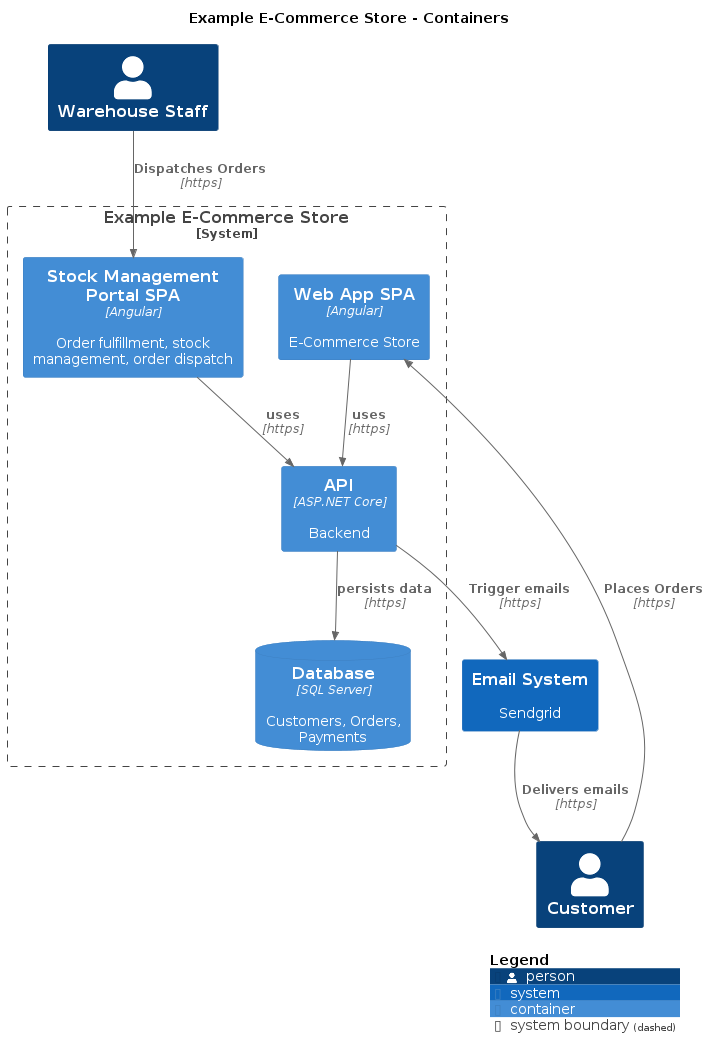 Example E-Commerce Store - Containers
Warehouse Staff
Dispatches Orders
[https]
Example E-Commerce Store
[System]
Stock Management
Portal SPA
[Angular]
Order fulfillment, stock
management, order dispatch
Web App SPA
[Angular]
E-Commerce Store
uses
[https]
uses
[https]
API
[ASP.NET Core]
Backend
persists data
[https]
Trigger emails
[https]
Places Orders
[https]
Database
[SQL Server]
Customers, Orders,
Payments
Email System
Sendgrid
Delivers emails
[https]
Customer
Legend
person
system
container
system boundary (dashed)